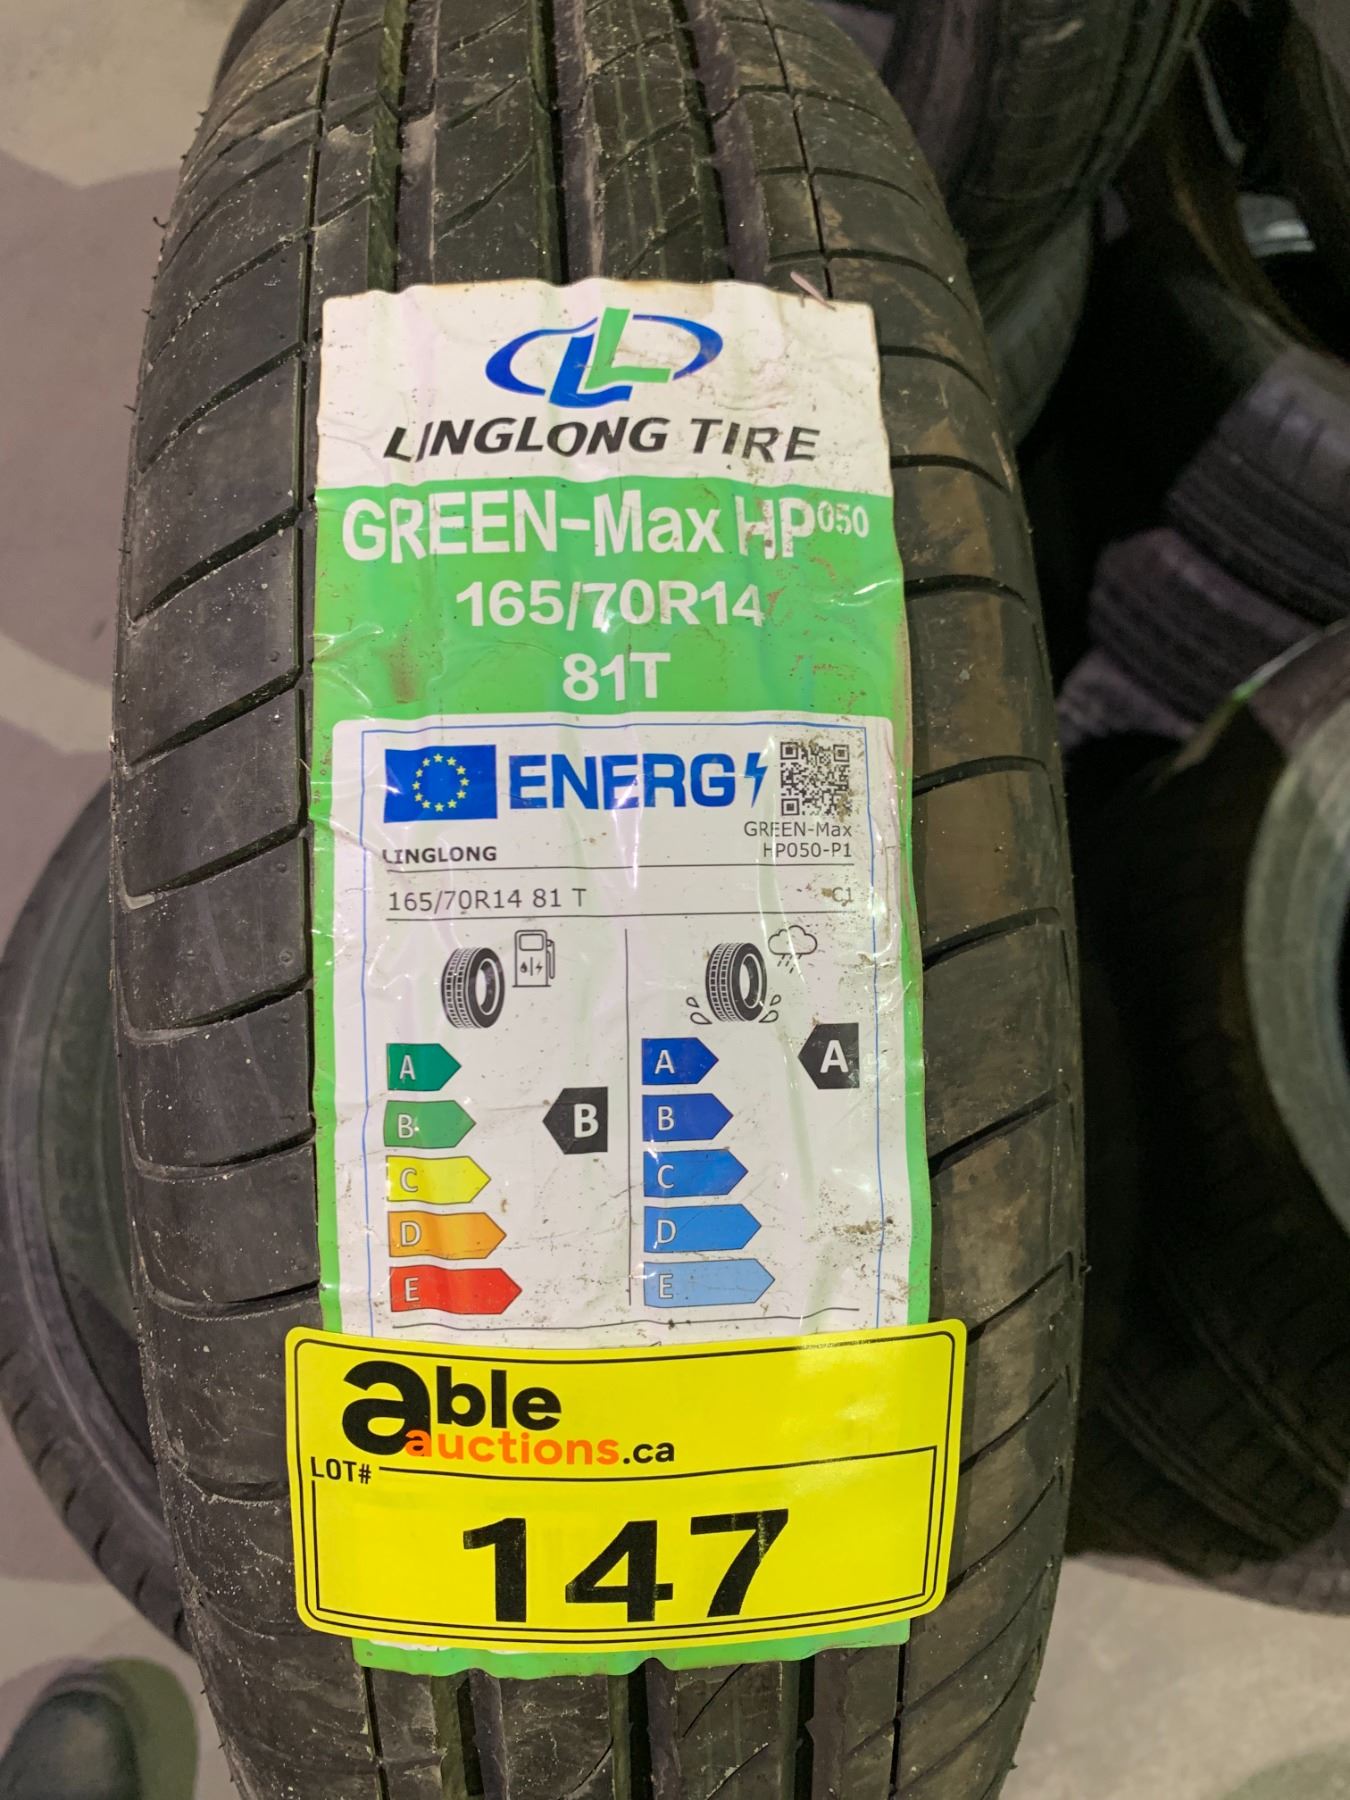 LINGLONG TIRE
GREEN-Max HP050
165/70R14
81T
ENERG
GREEN-Max
LINGLONG HP050-P1
165/70R14 81 T C1
A A A
B B B
C C
D D
E E
able
auctions.ca
LOT#
147